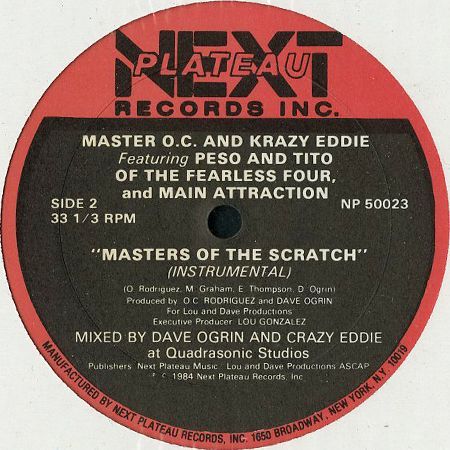 NEXT
PLATEAU
RECORDS INC.
MASTER O.C. AND KRAZY EDDIE
Featuring PESO AND TITO
OF THE FEARLESS FOUR,
and MAIN ATTRACTION
SIDE 2
33 1/3 RPM
NP 50023
"MASTERS OF THE SCRATCH"
(INSTRUMENTAL)
(O. Rodriguez, M. Graham, E. Thompson, D. Ogrin)
Produced by O.C. RODRIGUEZ and DAVE OGRIN
For Lou and Dave Productions
Executive Producer: LOU GONZALEZ
MIXED BY DAVE OGRIN AND CRAZY EDDIE
at Quadrasonic Studios
Publishers: Next Plateau Music. Lou and Dave Productions ASCAP
℗ © 1984 Next Plateau Records, Inc.
MANUFACTURED BY NEXT PLATEAU RECORDS, INC. 1650 BROADWAY, NEW YORK, N.Y. 10019